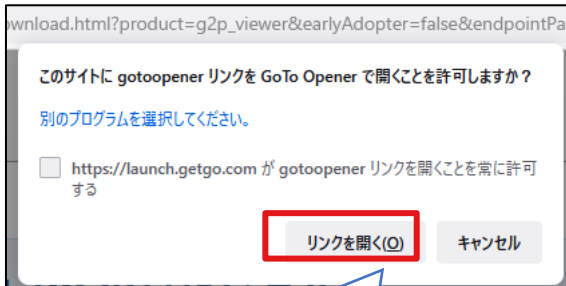 wnload.html?product=g2p_viewer&earlyAdopter=false&endpointPa
このサイトに gotoopener リンクを GoTo Opener で開くことを許可しますか？
別のプログラムを選択してください。
https://launch.getgo.com が gotoopener リンクを開くことを常に許可
する
リンクを開く(O) キャンセル